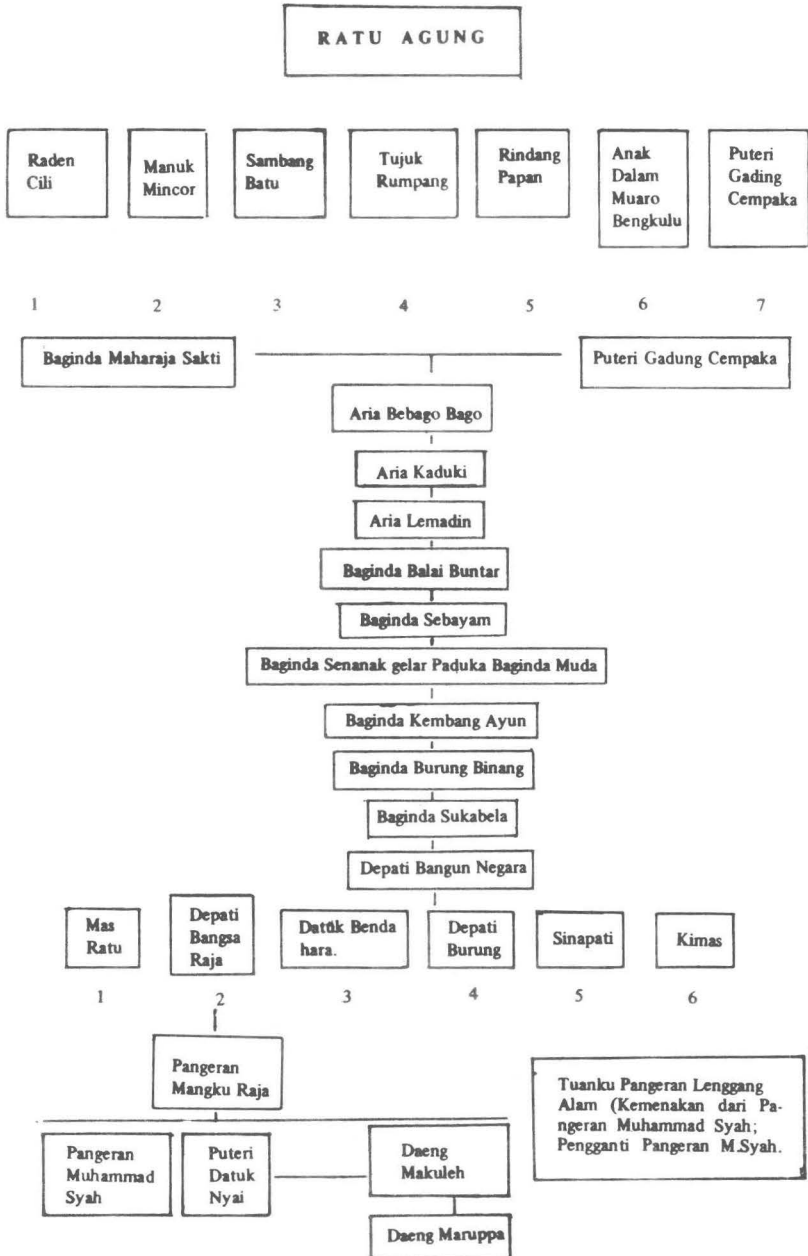 RATU AGUNG
Raden
Cili
Manuk
Mincor
Sambang
Batu
Tujuk
Rumpang
Rindang
Papan
Anak
Dalam
Muaro
Bengkulu
Puteri
Gading
Cempaka
1 2 3 4 5 6 7
Baginda Maharaja Sakti
Puteri Gadung Cempaka
Aria Bebago Bago
Aria Kaduki
Aria Lemadin
Baginda Balai Buntar
Baginda Sebayam
Baginda Senanak gelar Paduka Baginda Muda
Baginda Kembang Ayun
Baginda Burung Binang
Baginda Sukabela
Depati Bangun Negara
Mas
Ratu
Depati
Bangsa
Raja
Datuk Benda
hara.
Depati
Burung
Sinapati
Kimas
1 2 3 4 5 6
Pangeran
Mangku Raja
Tuanku Pangeran Lenggang
Alam (Kemenakan dari Pa-
ngeran Muhammad Syah;
Pengganti Pangeran M.Syah.
Pangeran
Muhammad
Syah
Puteri
Datuk
Nyai
Daeng
Makuleh
Daeng Maruppa